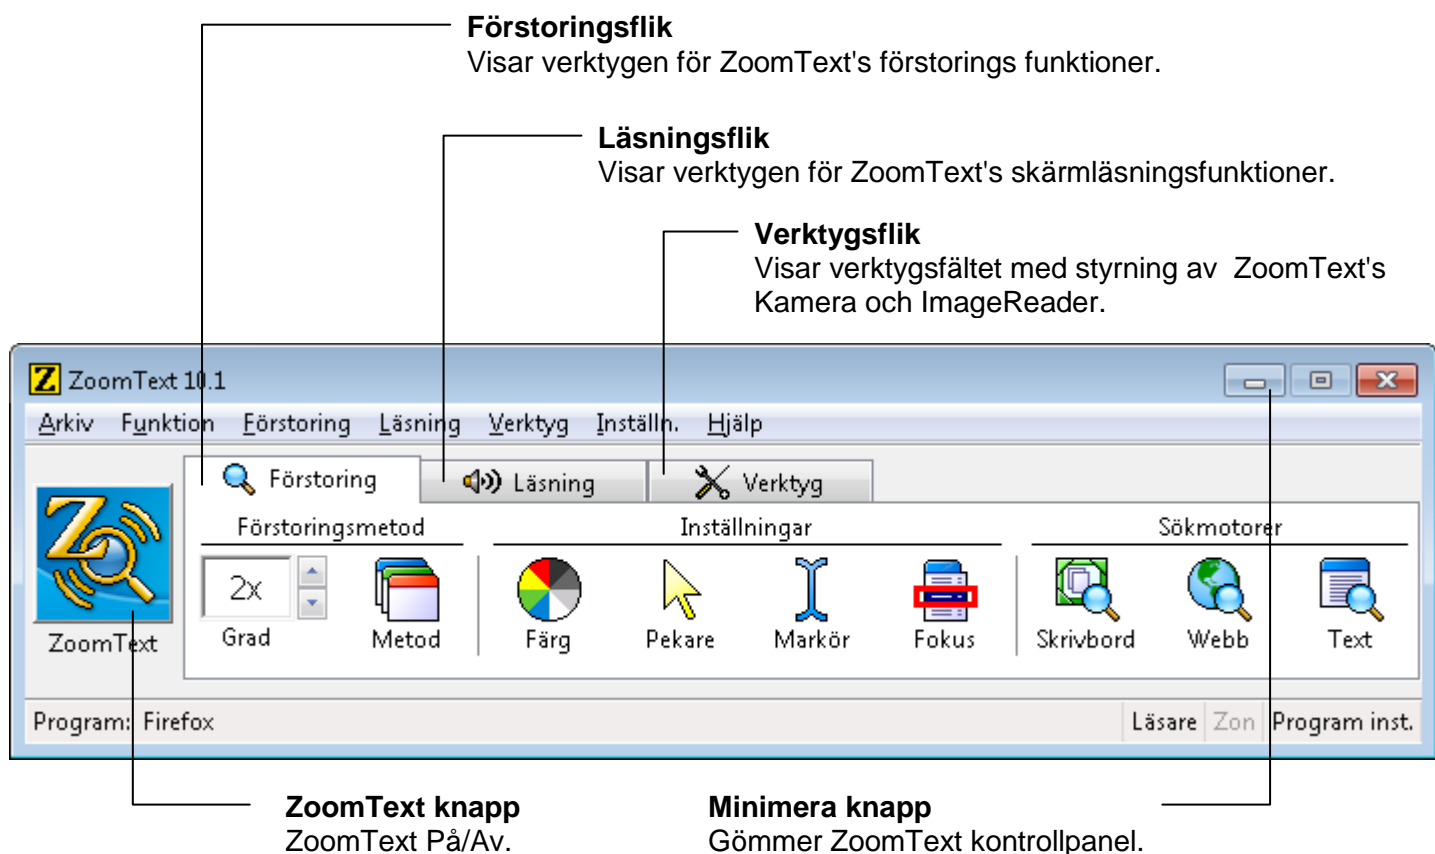 Förstoringsflik
Visar verktygen för ZoomText's förstorings funktioner.
Läsningsflik
Visar verktygen för ZoomText's skärmläsningsfunktioner.
Verktygsflik
Visar verktygsfältet med styrning av ZoomText's
Kamera och ImageReader.
ZoomText 10.1
Arkiv Funktion Förstoring Läsning Verktyg Inställn. Hjälp
Förstoring Läsning Verktyg
Förstoringsmetod Inställningar Sökmotorer
2x
Grad Metod Färg Pekare Markör Fokus Skrivbord Webb Text
ZoomText
Program: Firefox Läsare Zon Program inst.
ZoomText knapp
ZoomText På/Av.
Minimera knapp
Gömmer ZoomText kontrollpanel.